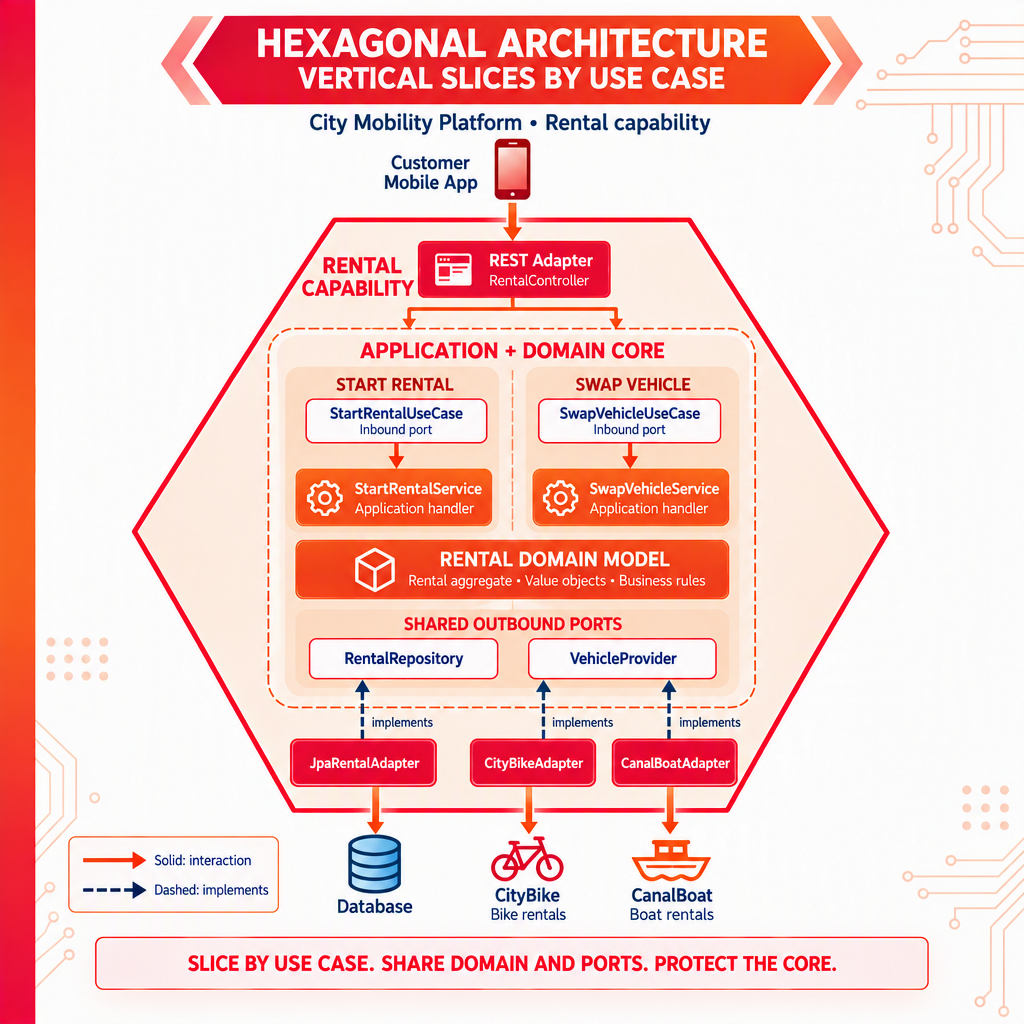 HEXAGONAL ARCHITECTURE
VERTICAL SLICES BY USE CASE
City Mobility Platform • Rental capability
Customer
Mobile App
RENTAL
CAPABILITY
REST Adapter
RentalController
APPLICATION + DOMAIN CORE
START RENTAL
StartRentalUseCase
Inbound port
StartRentalService
Application handler
SWAP VEHICLE
SwapVehicleUseCase
Inbound port
SwapVehicleService
Application handler
RENTAL DOMAIN MODEL
Rental aggregate • Value objects • Business rules
SHARED OUTBOUND PORTS
RentalRepository
VehicleProvider
implements
implements
implements
JpaRentalAdapter
CityBikeAdapter
CanalBoatAdapter
Solid: interaction
Dashed: implements
Database
CityBike
Bike rentals
CanalBoat
Boat rentals
SLICE BY USE CASE. SHARE DOMAIN AND PORTS. PROTECT THE CORE.